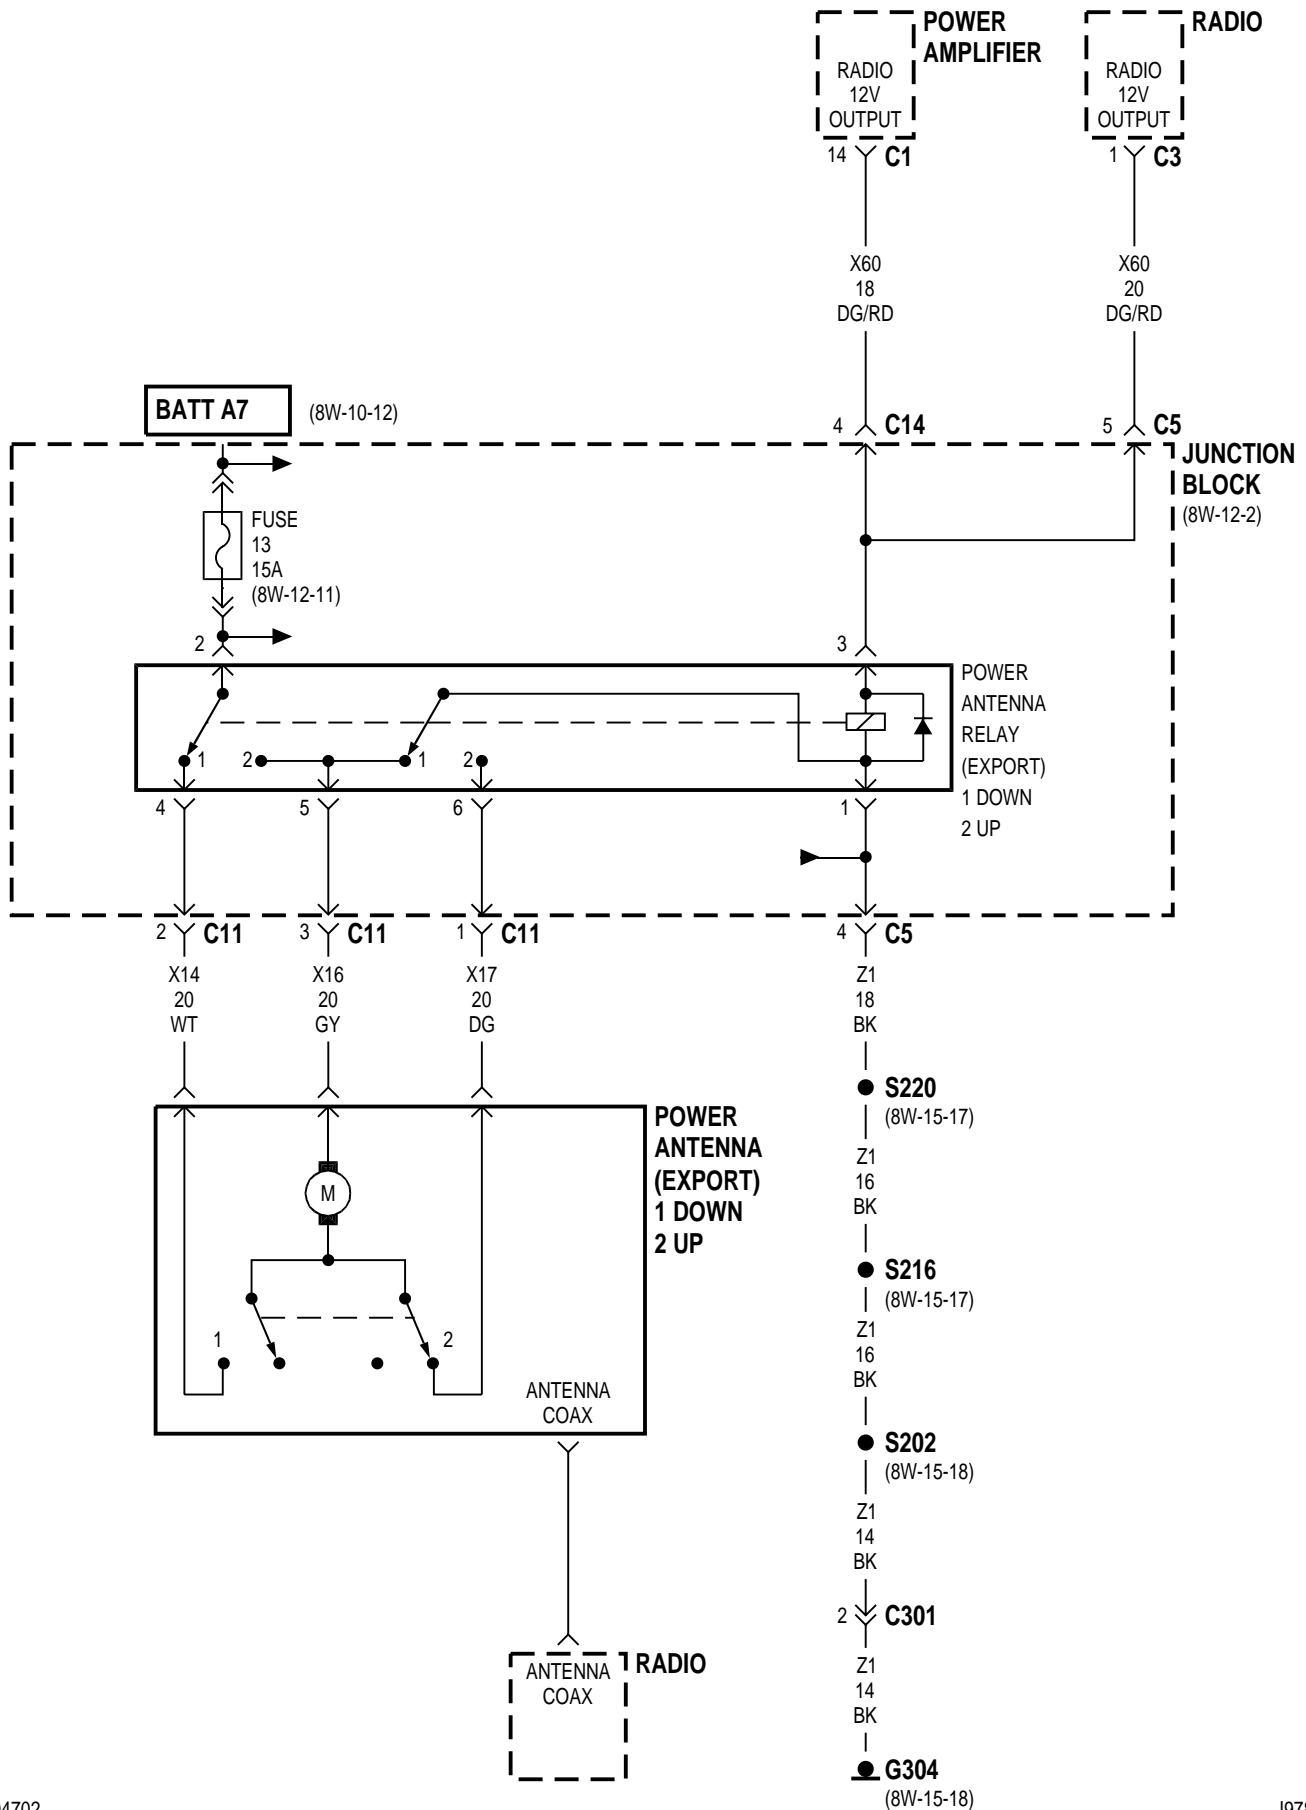 POWER
AMPLIFIER
RADIO
RADIO
12V
OUTPUT
RADIO
12V
OUTPUT
14 C1
1 C3
X60
18
DG/RD
X60
20
DG/RD
BATT A7
(8W-10-12)
4 C14
5 C5
JUNCTION
BLOCK
(8W-12-2)
FUSE
13
15A
(8W-12-11)
2
3
POWER
ANTENNA
RELAY
(EXPORT)
1 DOWN
2 UP
1
2
1
2
4
5
6
1
2 C11
3 C11
1 C11
4 C5
X14
20
WT
X16
20
GY
X17
20
DG
Z1
18
BK
S220
(8W-15-17)
POWER
ANTENNA
(EXPORT)
1 DOWN
2 UP
M
1
2
ANTENNA
COAX
Z1
16
BK
S216
(8W-15-17)
Z1
16
BK
S202
(8W-15-18)
Z1
14
BK
2 C301
RADIO
ANTENNA
COAX
Z1
14
BK
G304
(8W-15-18)